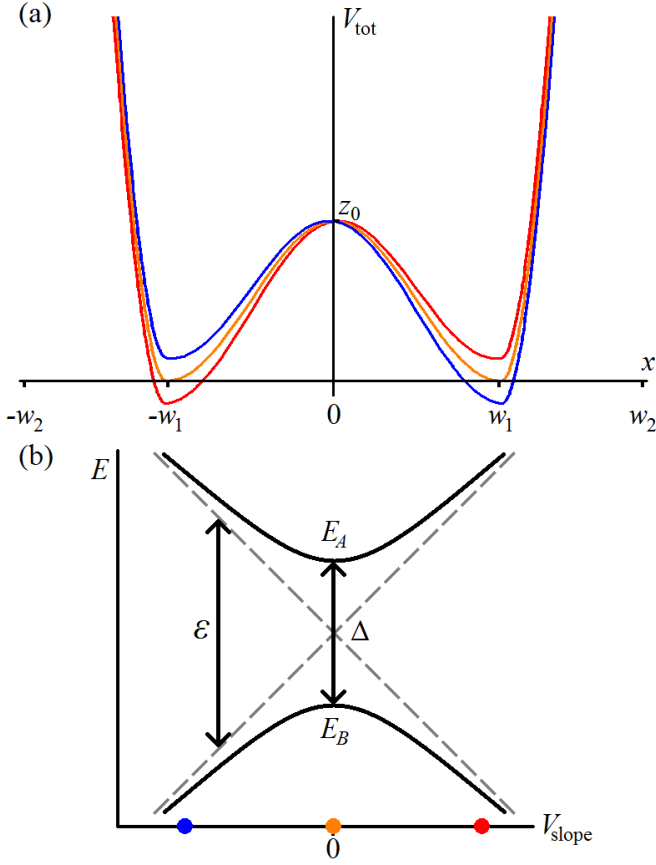 (a)
V_tot
z_0
x
-w_2 -w_1 0 w_1 w_2
(b)
E
E_A
ε Δ
E_B
V_slope
0